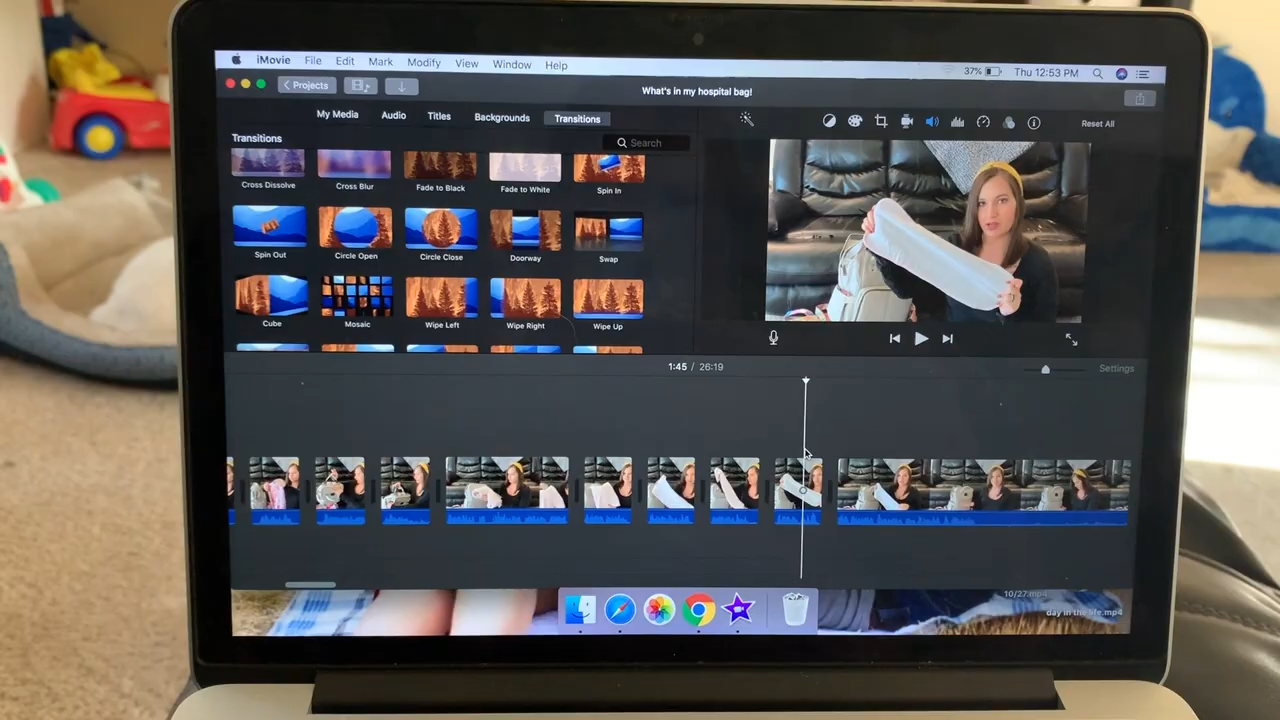 iMovie File Edit Mark Modify View Window Help 37% Thu 12:53 PM
Projects What's in my hospital bag!
My Media Audio Titles Backgrounds Transitions Reset All
Transitions Search
Cross Dissolve Cross Blur Fade to Black Fade to White Spin In
Spin Out Circle Open Circle Close Doorway Swap
Cube Mosaic Wipe Left Wipe Right Wipe Up
1:45 / 26:19 Settings
10/27.mp4
day in the life.mp4